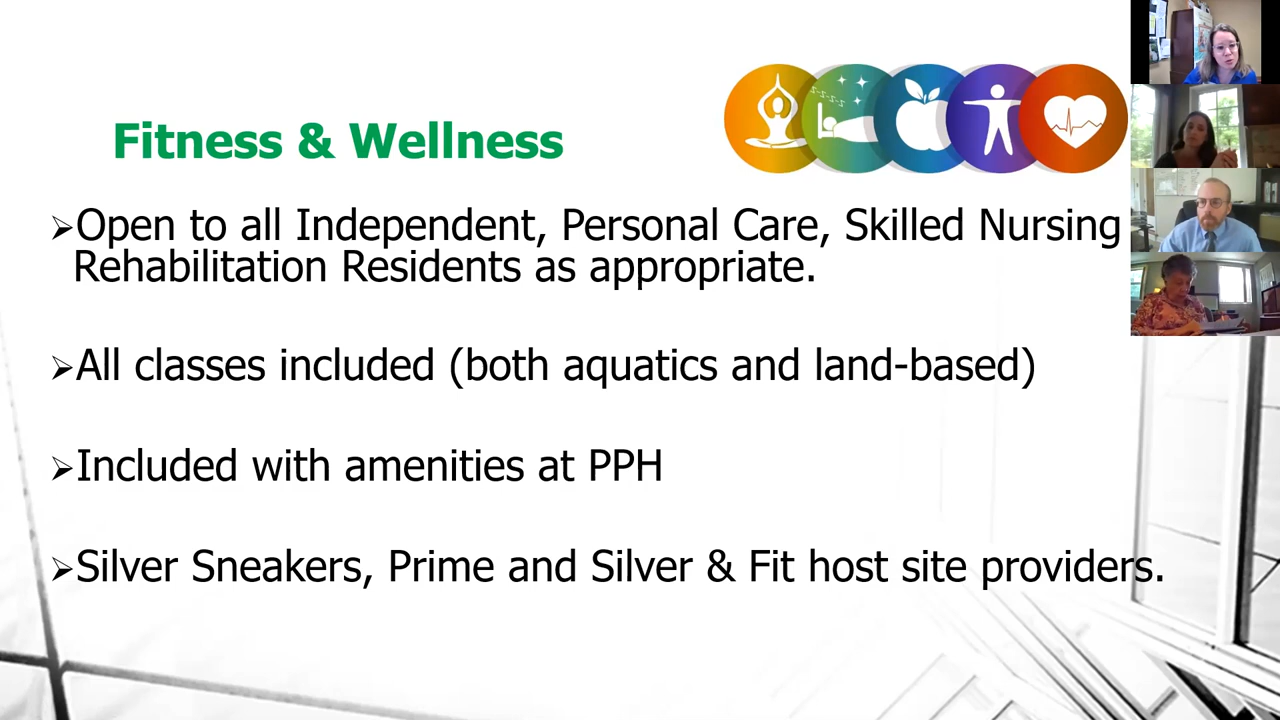 Fitness & Wellness
➢Open to all Independent, Personal Care, Skilled Nursing
Rehabilitation Residents as appropriate.
➢All classes included (both aquatics and land-based)
➢Included with amenities at PPH
➢Silver Sneakers, Prime and Silver & Fit host site providers.